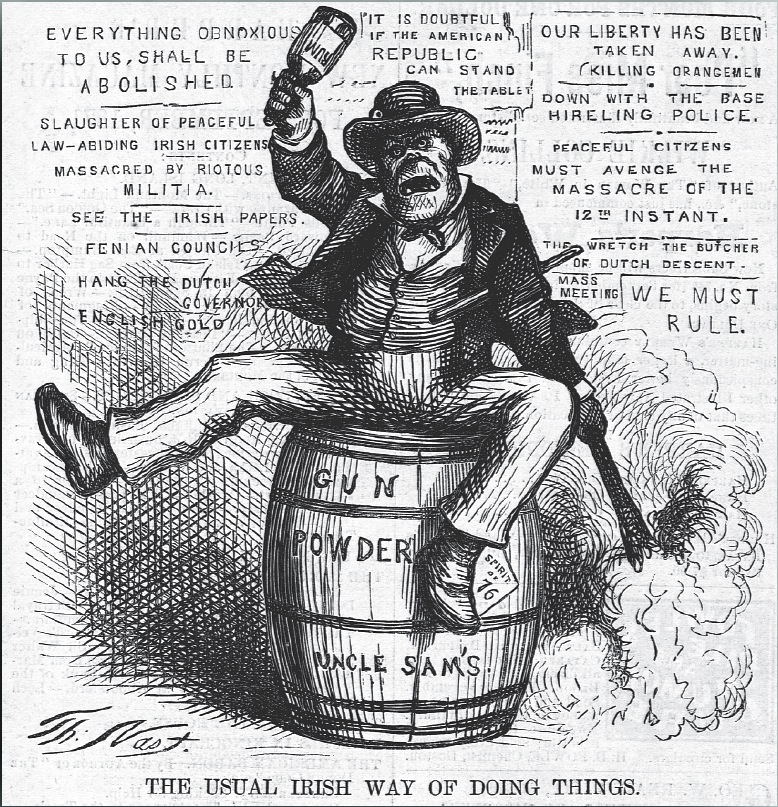 EVERYTHING OBNOXIOUS
TO US, SHALL BE
ABOLISHED
SLAUGHTER OF PEACEFUL &
LAW-ABIDING IRISH CITIZENS
MASSACRED BY RIOTOUS
MILITIA.
SEE THE IRISH PAPERS.
FENIAN COUNCILS
HANG THE DUTCH
GOVERNOR
ENGLISH GOLD
RUM
IT IS DOUBTFUL
IF THE AMERICAN
REPUBLIC
CAN STAND
THE TABLET
OUR LIBERTY HAS BEEN
TAKEN AWAY.
(KILLING ORANGEMEN
DOWN WITH THE BASE
HIRELING POLICE.
PEACEFUL CITIZENS
MUST AVENGE THE
MASSACRE OF THE
12TH INSTANT.
THE WRETCH THE BUTCHER
OF DUTCH DESCENT.
MASS
MEETING
WE MUST
RULE.
GUN
POWDER
SPIRIT
OF
76
UNCLE SAM'S.
Th: Nast
THE USUAL IRISH WAY OF DOING THINGS.